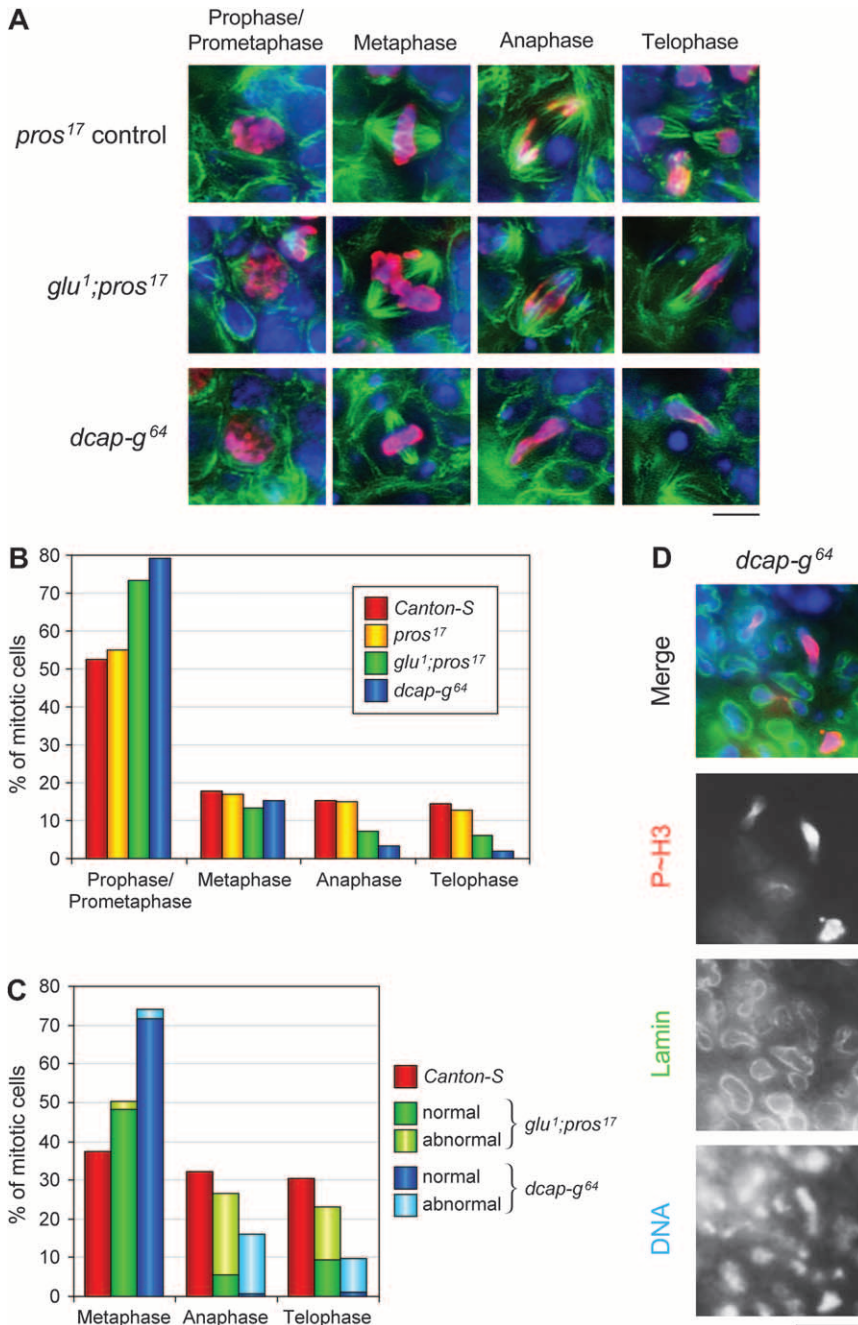 A
Prophase/
Prometaphase
Metaphase
Anaphase
Telophase
pros17 control
glu1;pros17
dcap-g64
B
% of mitotic cells
80
70
60
50
40
30
20
10
0
Canton-S
pros17
glu1;pros17
dcap-g64
Prophase/
Prometaphase
Metaphase
Anaphase
Telophase
C
% of mitotic cells
80
70
60
50
40
30
20
10
0
Metaphase
Anaphase
Telophase
Canton-S
normal
abnormal
glu1;pros17
normal
abnormal
dcap-g64
D
dcap-g64
Merge
P~H3
Lamin
DNA